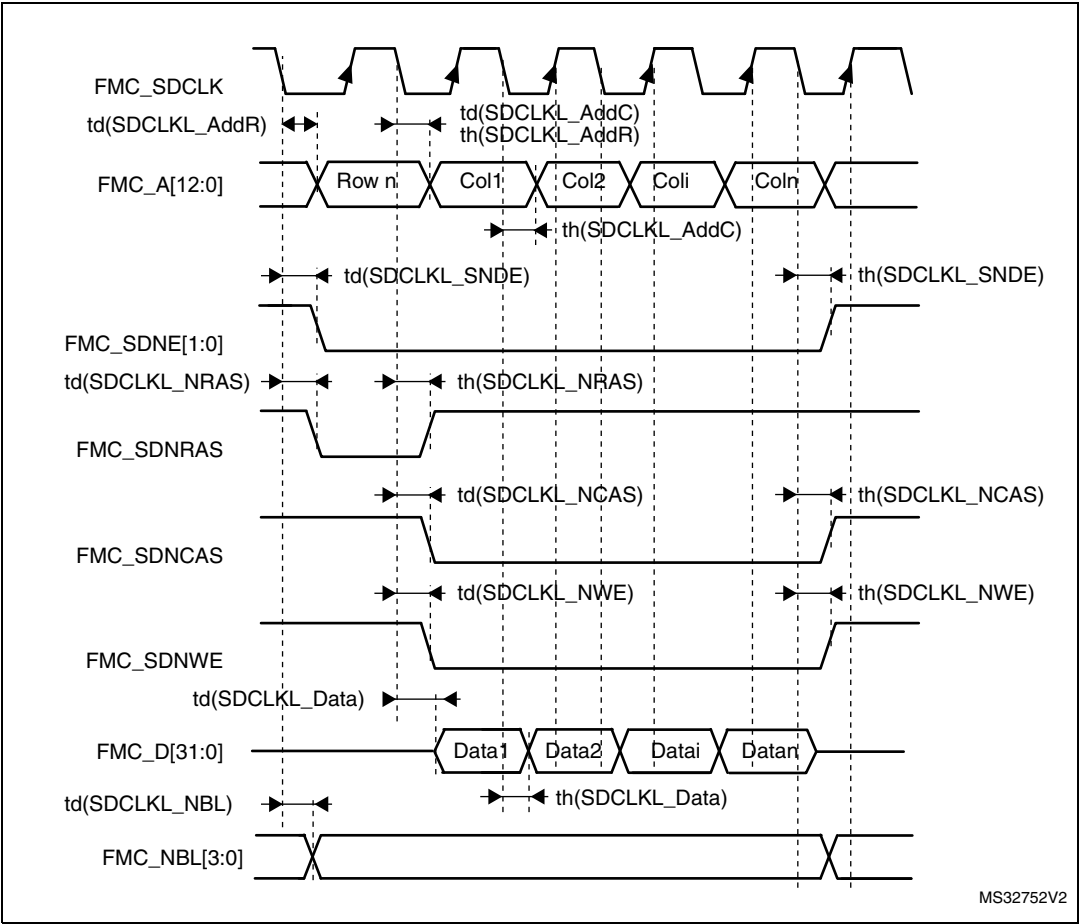 FMC_SDCLK
td(SDCLKL_AddR)
td(SDCLKL_AddC)
th(SDCLKL_AddR)
FMC_A[12:0]
Row n
Col1
Col2
Coli
Coln
th(SDCLKL_AddC)
td(SDCLKL_SNDE)
th(SDCLKL_SNDE)
FMC_SDNE[1:0]
td(SDCLKL_NRAS)
th(SDCLKL_NRAS)
FMC_SDNRAS
td(SDCLKL_NCAS)
th(SDCLKL_NCAS)
FMC_SDNCAS
td(SDCLKL_NWE)
th(SDCLKL_NWE)
FMC_SDNWE
td(SDCLKL_Data)
FMC_D[31:0]
Data1
Data2
Datai
Datan
td(SDCLKL_NBL)
th(SDCLKL_Data)
FMC_NBL[3:0]
MS32752V2